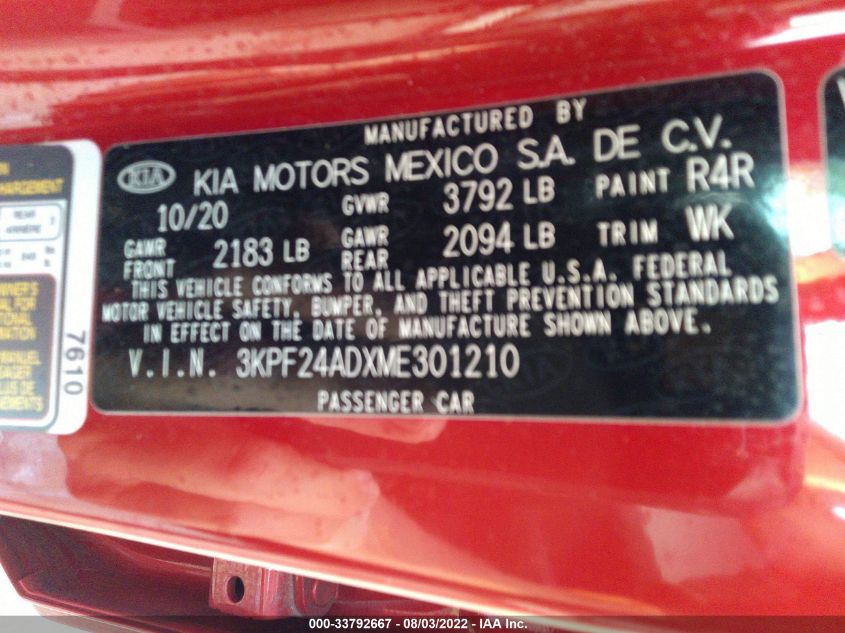 MANUFACTURED BY
KIA KIA MOTORS MEXICO S.A. DE C.V.
10/20 GVWR 3792 LB PAINT R4R
GAWR FRONT 2183 LB GAWR REAR 2094 LB TRIM WK
THIS VEHICLE CONFORMS TO ALL APPLICABLE U.S.A. FEDERAL
MOTOR VEHICLE SAFETY, BUMPER, AND THEFT PREVENTION STANDARDS
IN EFFECT ON THE DATE OF MANUFACTURE SHOWN ABOVE.
V.I.N. 3KPF24ADXME301210
PASSENGER CAR
7610
REAR
ARRIÈRE
000-33792667 - 08/03/2022 - IAA Inc.